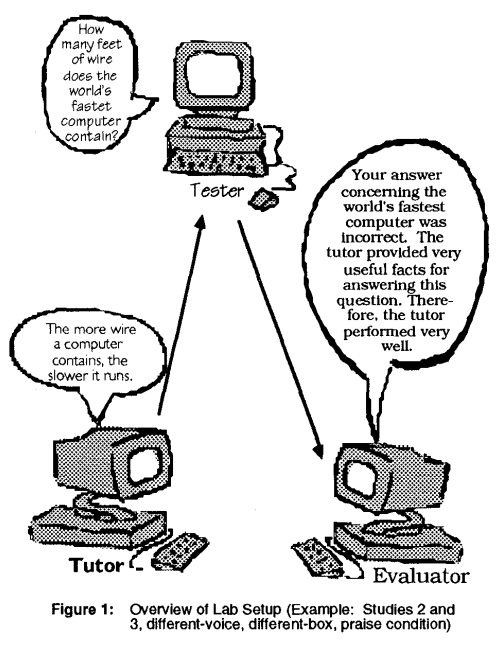 How
many feet
of wire
does the
world's
fastet
computer
contain?
Tester
Your answer
concerning the
world's fastest
computer was
incorrect. The
tutor provided very
useful facts for
answering this
question. There-
fore, the tutor
performed very
well.
The more wire
a computer
contains, the
slower it runs.
Tutor
Evaluator
Figure 1: Overview of Lab Setup (Example: Studies 2 and
3, different-voice, different-box, praise condition)